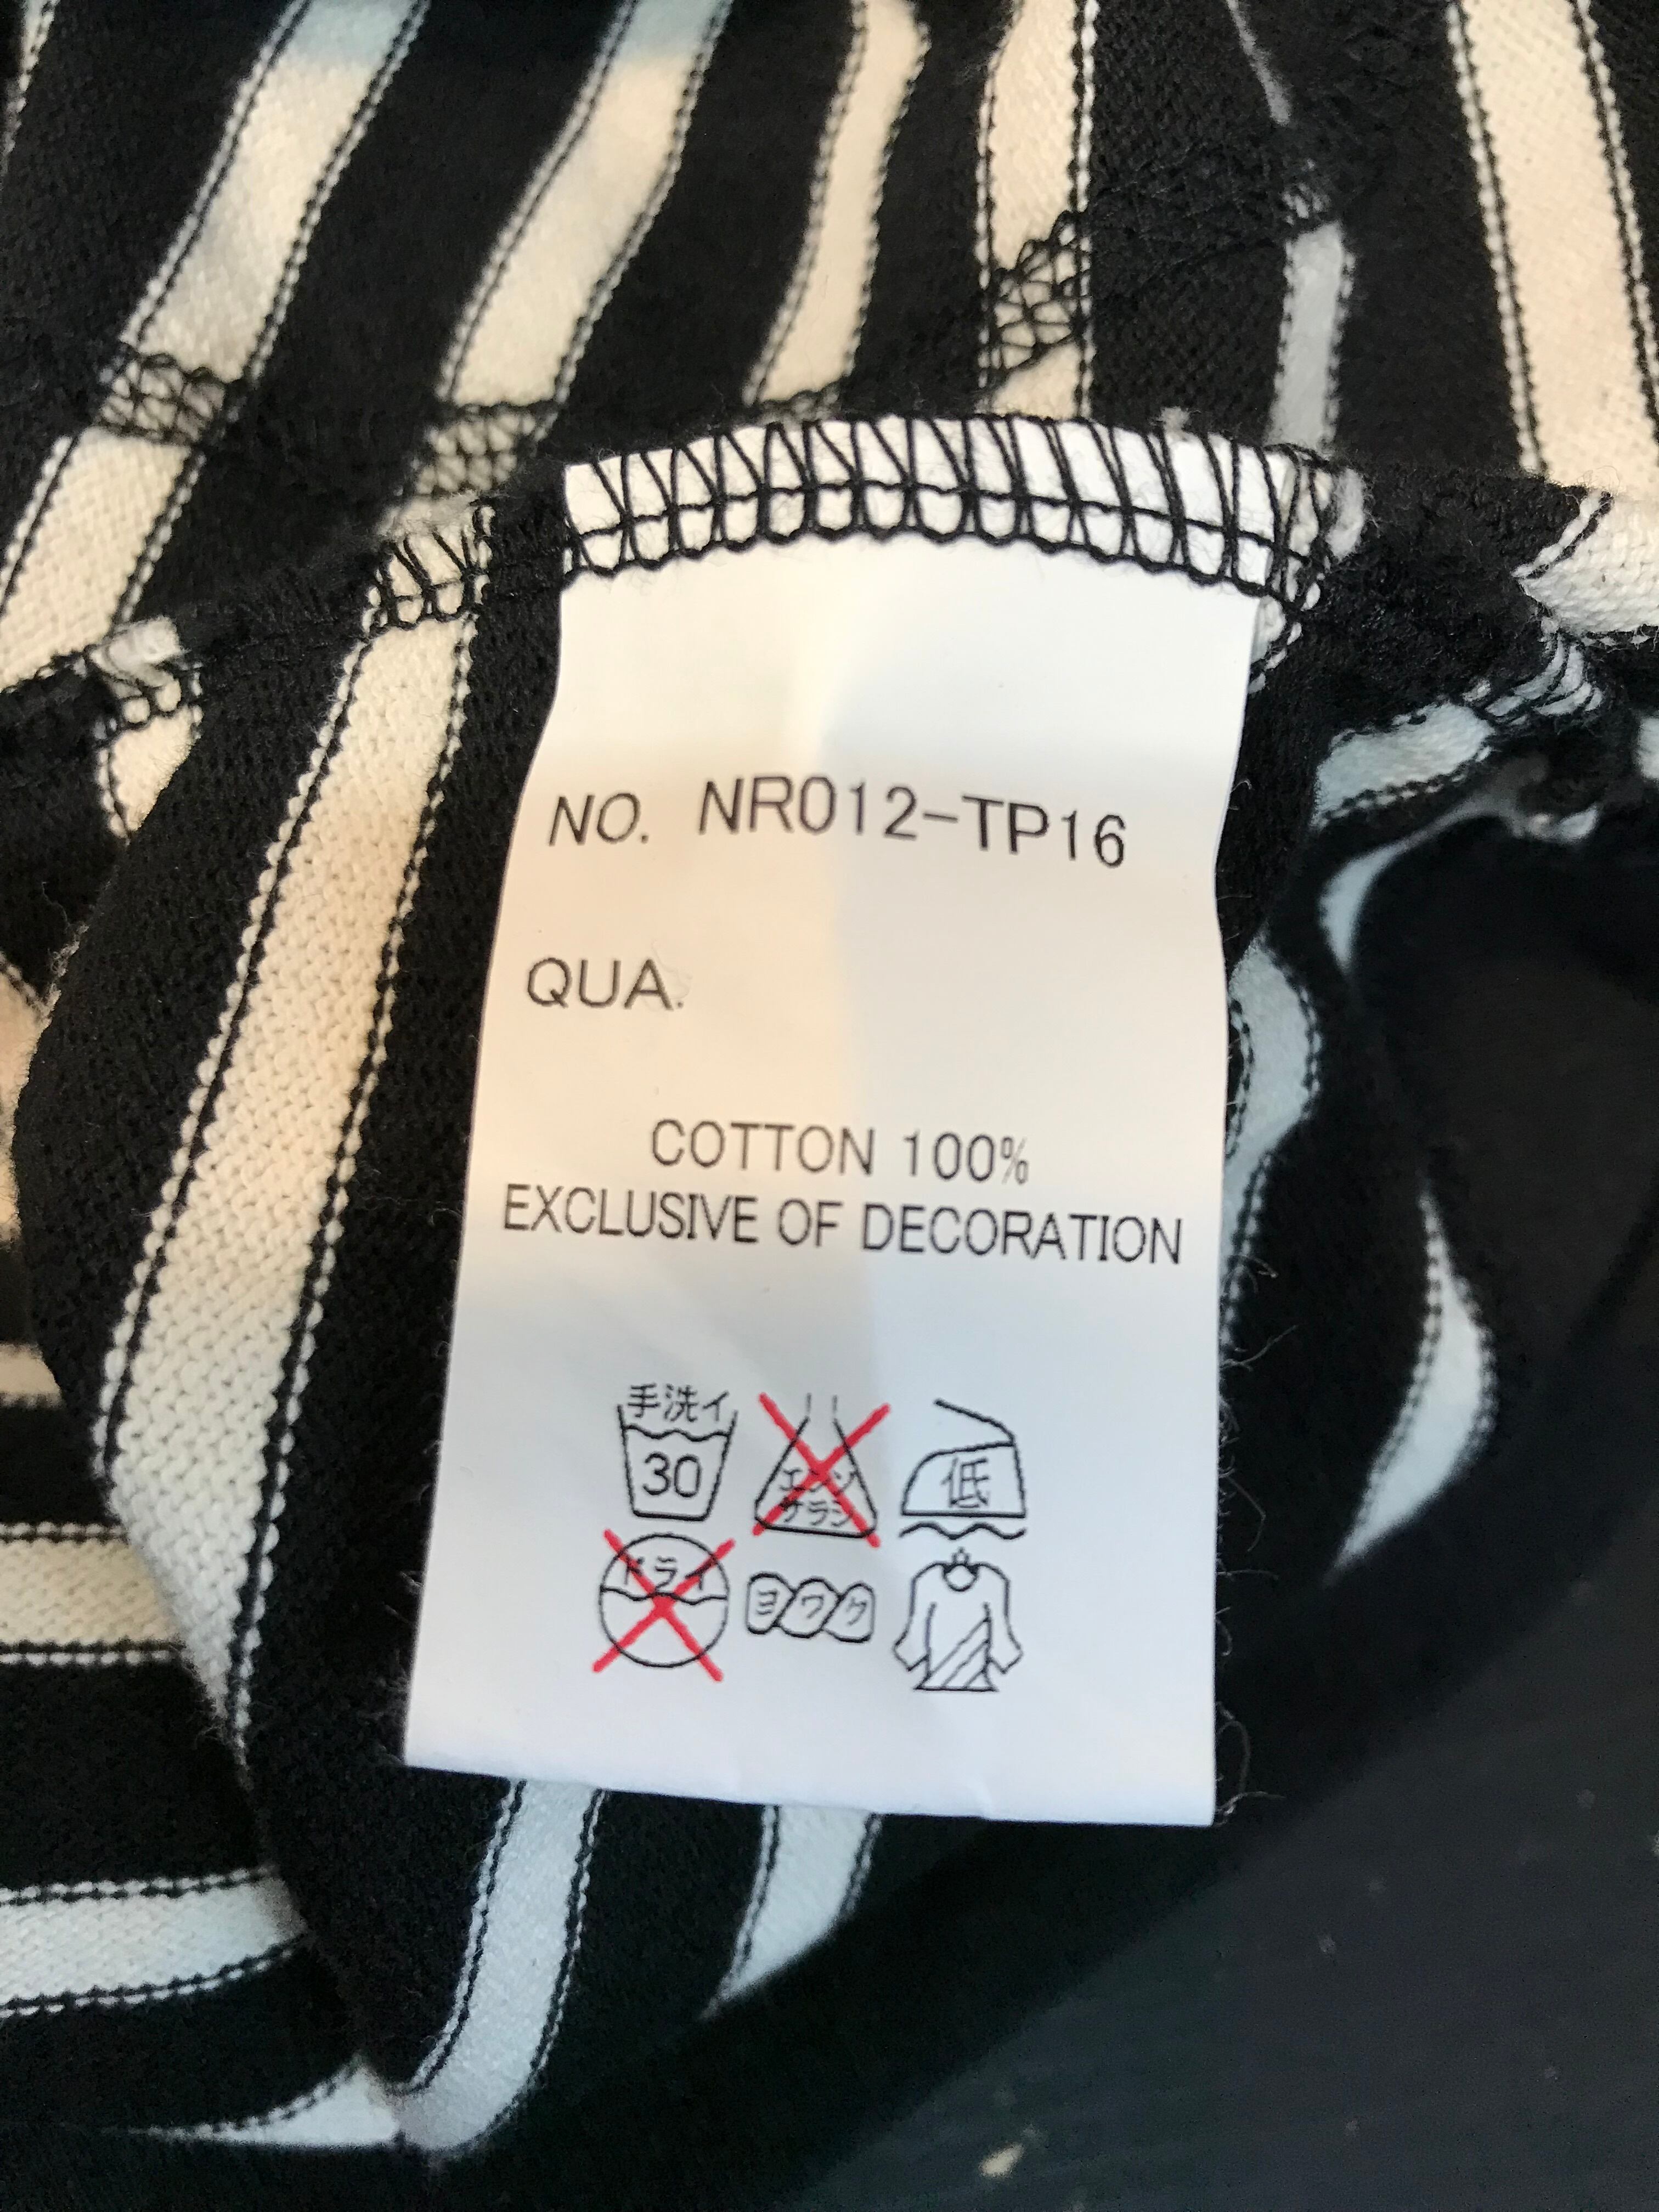 NO. NR012-TP16
QUA.
COTTON 100%
EXCLUSIVE OF DECORATION
手洗イ
30
エンソ
サラシ
低
ドライ
ヨワク